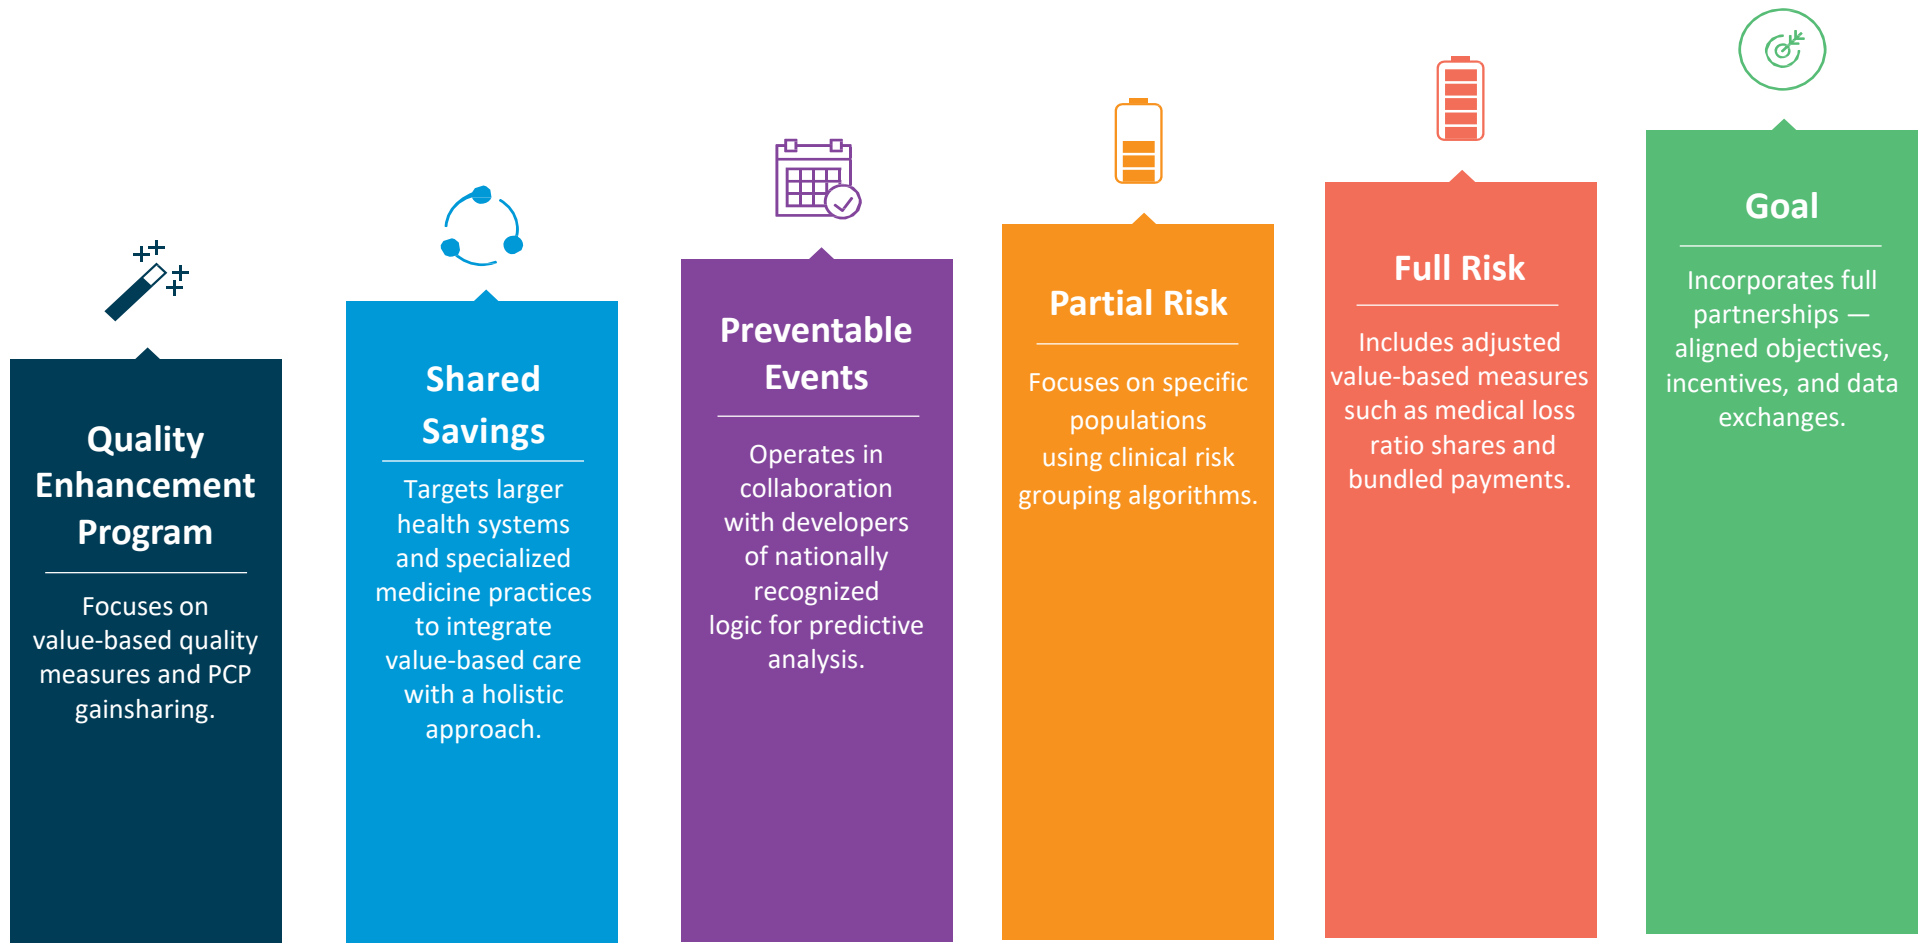 Quality
Enhancement
Program
Focuses on
value-based quality
measures and PCP
gainsharing.
Shared
Savings
Targets larger
health systems
and specialized
medicine practices
to integrate
value-based care
with a holistic
approach.
Preventable
Events
Operates in
collaboration
with developers
of nationally
recognized
logic for predictive
analysis.
Partial Risk
Focuses on specific
populations
using clinical risk
grouping algorithms.
Full Risk
Includes adjusted
value-based measures
such as medical loss
ratio shares and
bundled payments.
Goal
Incorporates full
partnerships —
aligned objectives,
incentives, and data
exchanges.